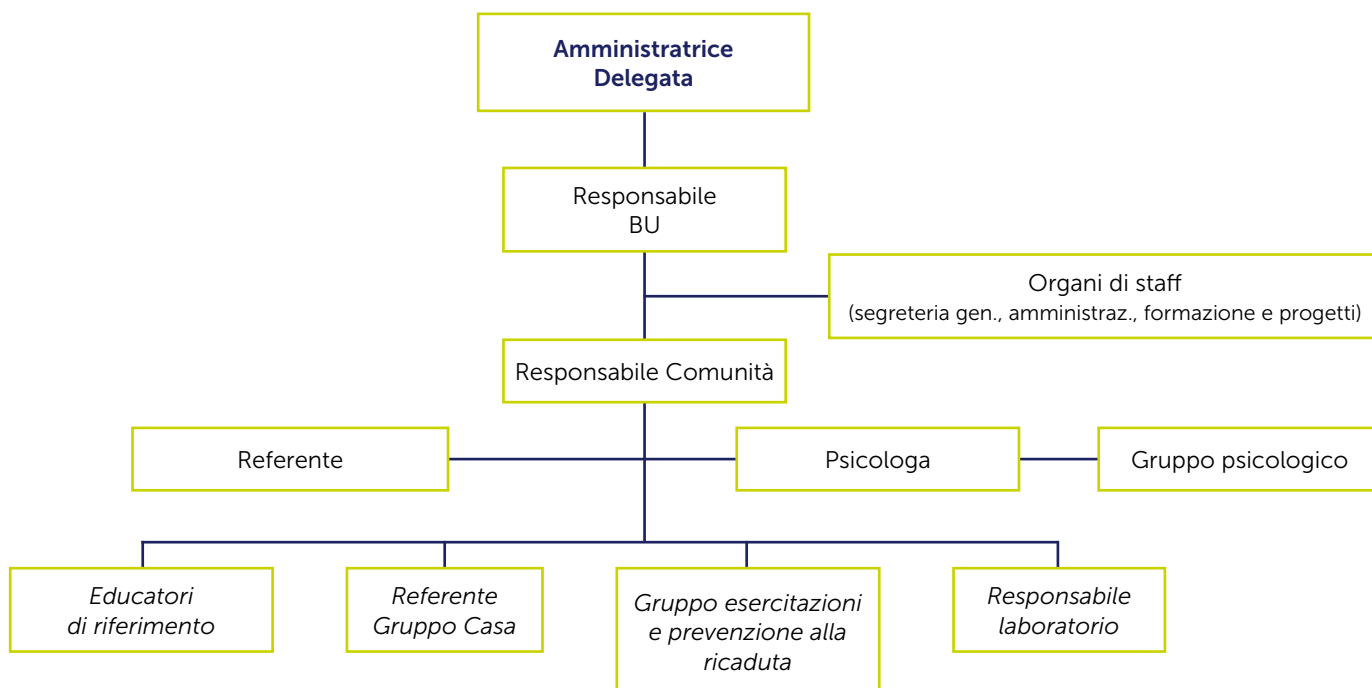 Amministratrice
Delegata
Responsabile
BU
Organi di staff
(segreteria gen., amministraz., formazione e progetti)
Responsabile Comunità
Referente
Psicologa
Gruppo psicologico
Educatori
di riferimento
Referente
Gruppo Casa
Gruppo esercitazioni
e prevenzione alla
ricaduta
Responsabile
laboratorio